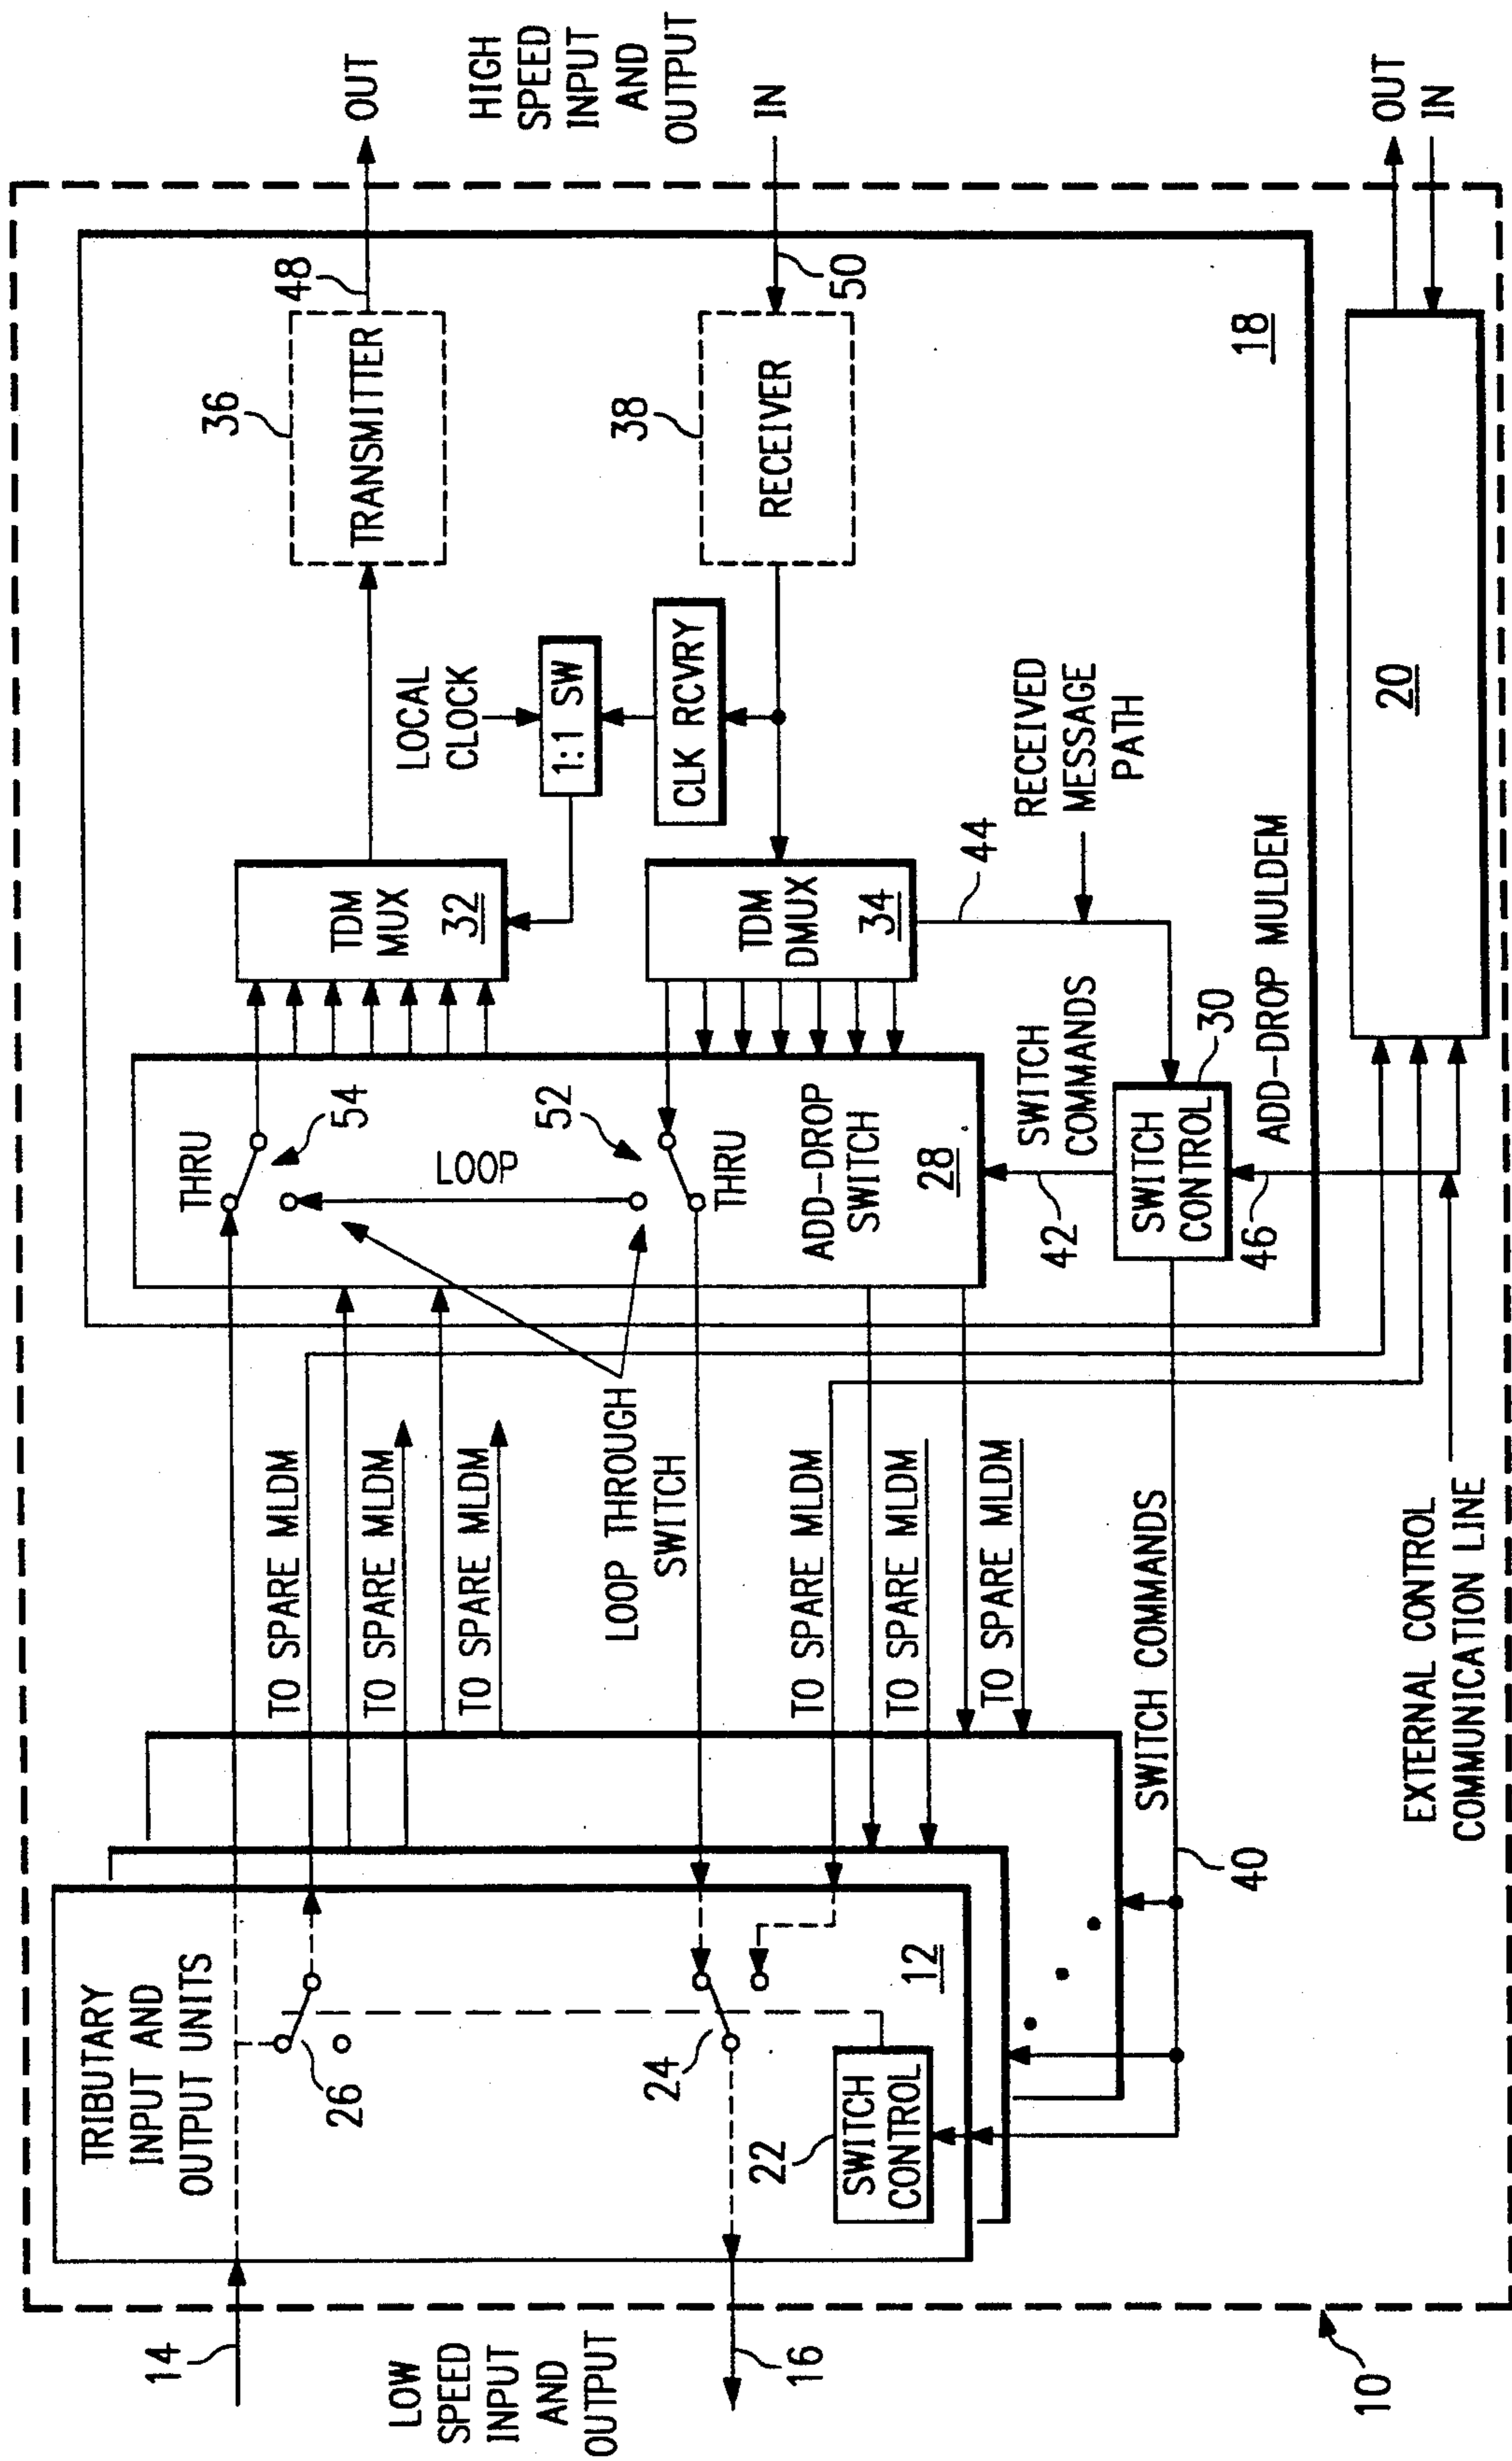 LOW
SPEED
INPUT
AND
OUTPUT
14
16
10
TRIBUTARY
INPUT AND
OUTPUT UNITS
26
24
22
SWITCH
CONTROL
12
40
TO SPARE MLDM
TO SPARE MLDM
TO SPARE MLDM
LOOP THROUGH
SWITCH
TO SPARE MLDM
TO SPARE MLDM
TO SPARE MLDM
SWITCH COMMANDS
EXTERNAL CONTROL
COMMUNICATION LINE
THRU
54
LOOP
52
THRU
ADD-DROP
SWITCH
28
42
SWITCH
COMMANDS
SWITCH
CONTROL
30
46
ADD-DROP MULDEM
TDM
MUX
32
TDM
DMUX
34
44
RECEIVED
MESSAGE
PATH
LOCAL
CLOCK
1:1 SW
CLK RCVRY
36
TRANSMITTER
48
38
RECEIVER
50
18
20
OUT
HIGH
SPEED
INPUT
AND
OUTPUT
IN
OUT
IN